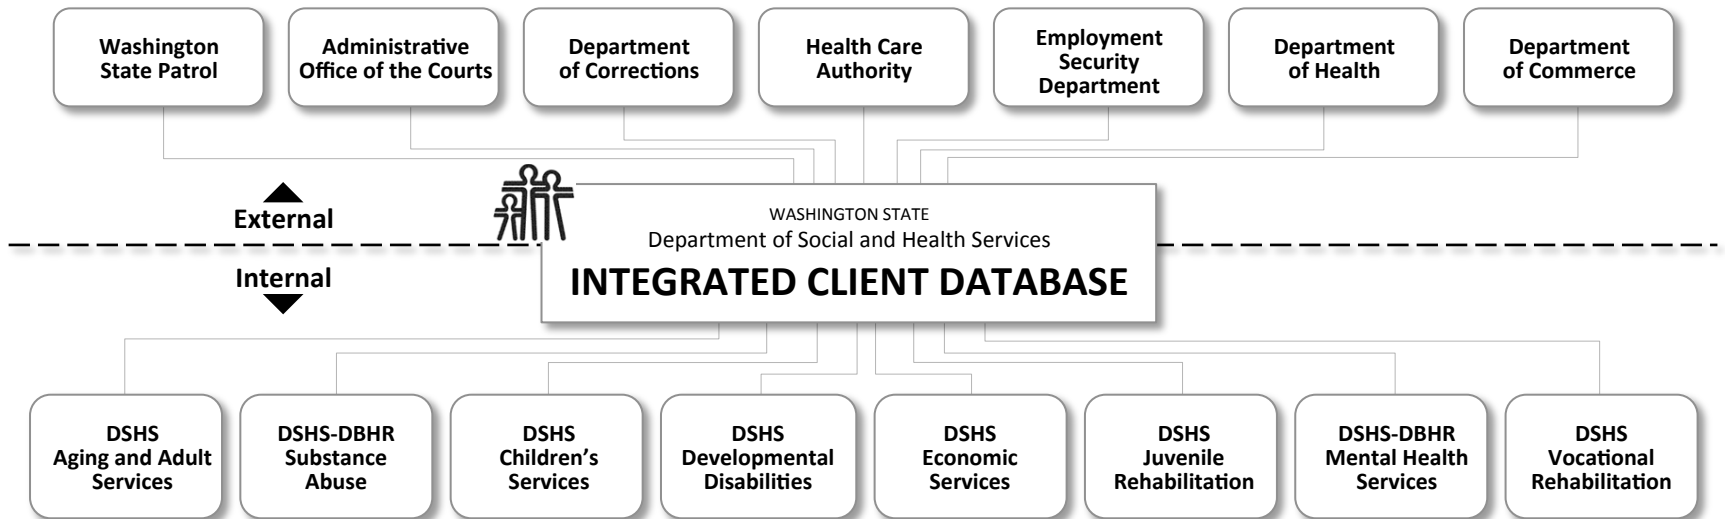 Washington
State Patrol
Administrative
Office of the Courts
Department
of Corrections
Health Care
Authority
Employment
Security
Department
Department
of Health
Department
of Commerce
External
Internal
WASHINGTON STATE
Department of Social and Health Services
INTEGRATED CLIENT DATABASE
DSHS
Aging and Adult
Services
DSHS-DBHR
Substance
Abuse
DSHS
Children’s
Services
DSHS
Developmental
Disabilities
DSHS
Economic
Services
DSHS
Juvenile
Rehabilitation
DSHS-DBHR
Mental Health
Services
DSHS
Vocational
Rehabilitation